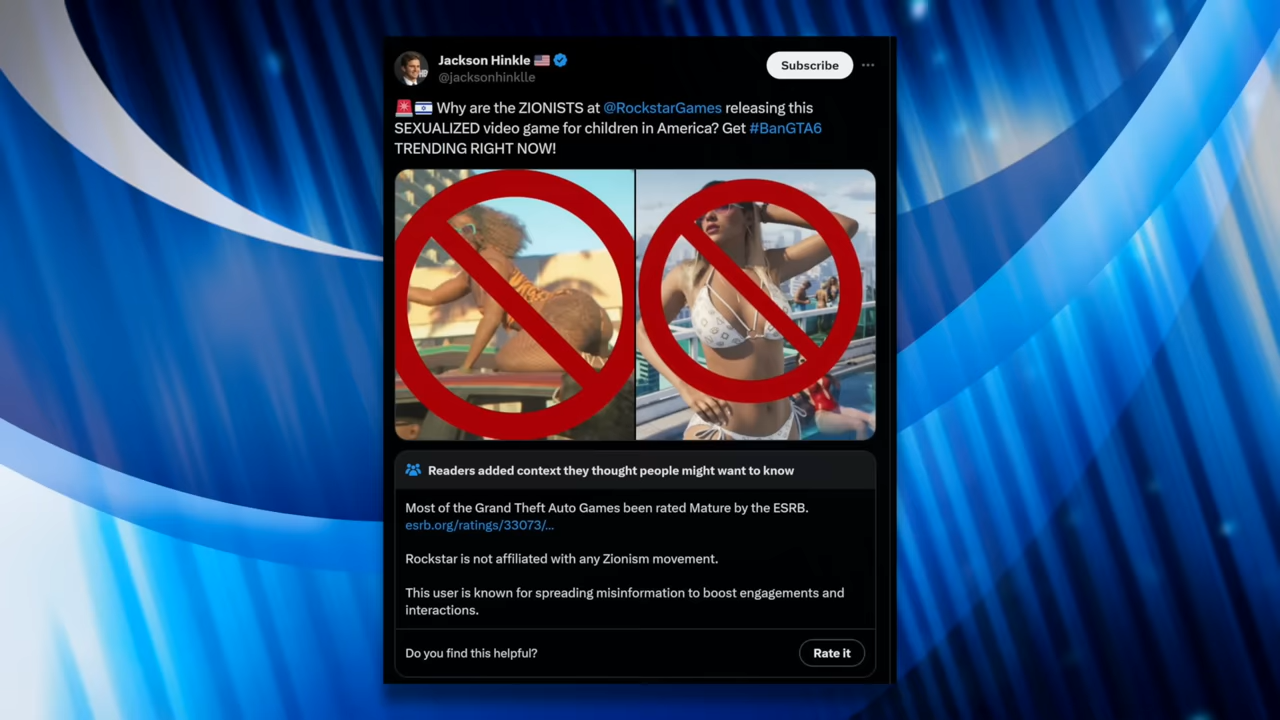 Jackson Hinkle 🇺🇸
@jacksonhinklle
Subscribe
🚨🇮🇱 Why are the ZIONISTS at @RockstarGames releasing this
SEXUALIZED video game for children in America? Get #BanGTA6
TRENDING RIGHT NOW!
Readers added context they thought people might want to know
Most of the Grand Theft Auto Games been rated Mature by the ESRB.
esrb.org/ratings/33073/...
Rockstar is not affiliated with any Zionism movement.
This user is known for spreading misinformation to boost engagements and
interactions.
Do you find this helpful?
Rate it